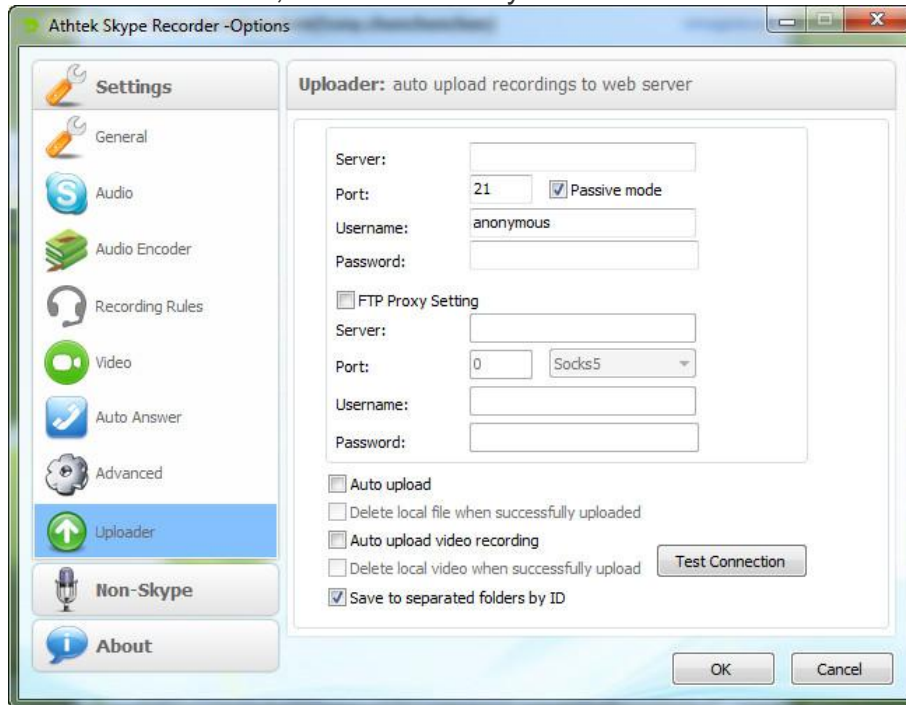 Athtek Skype Recorder -Options
Settings
General
Audio
Audio Encoder
Recording Rules
Video
Auto Answer
Advanced
Uploader
Non-Skype
About
Uploader: auto upload recordings to web server
Server:
Port: 21 Passive mode
Username: anonymous
Password:
FTP Proxy Setting
Server:
Port: 0 Socks5
Username:
Password:
Auto upload
Delete local file when successfully uploaded
Auto upload video recording
Delete local video when successfully upload
Test Connection
Save to separated folders by ID
OK Cancel